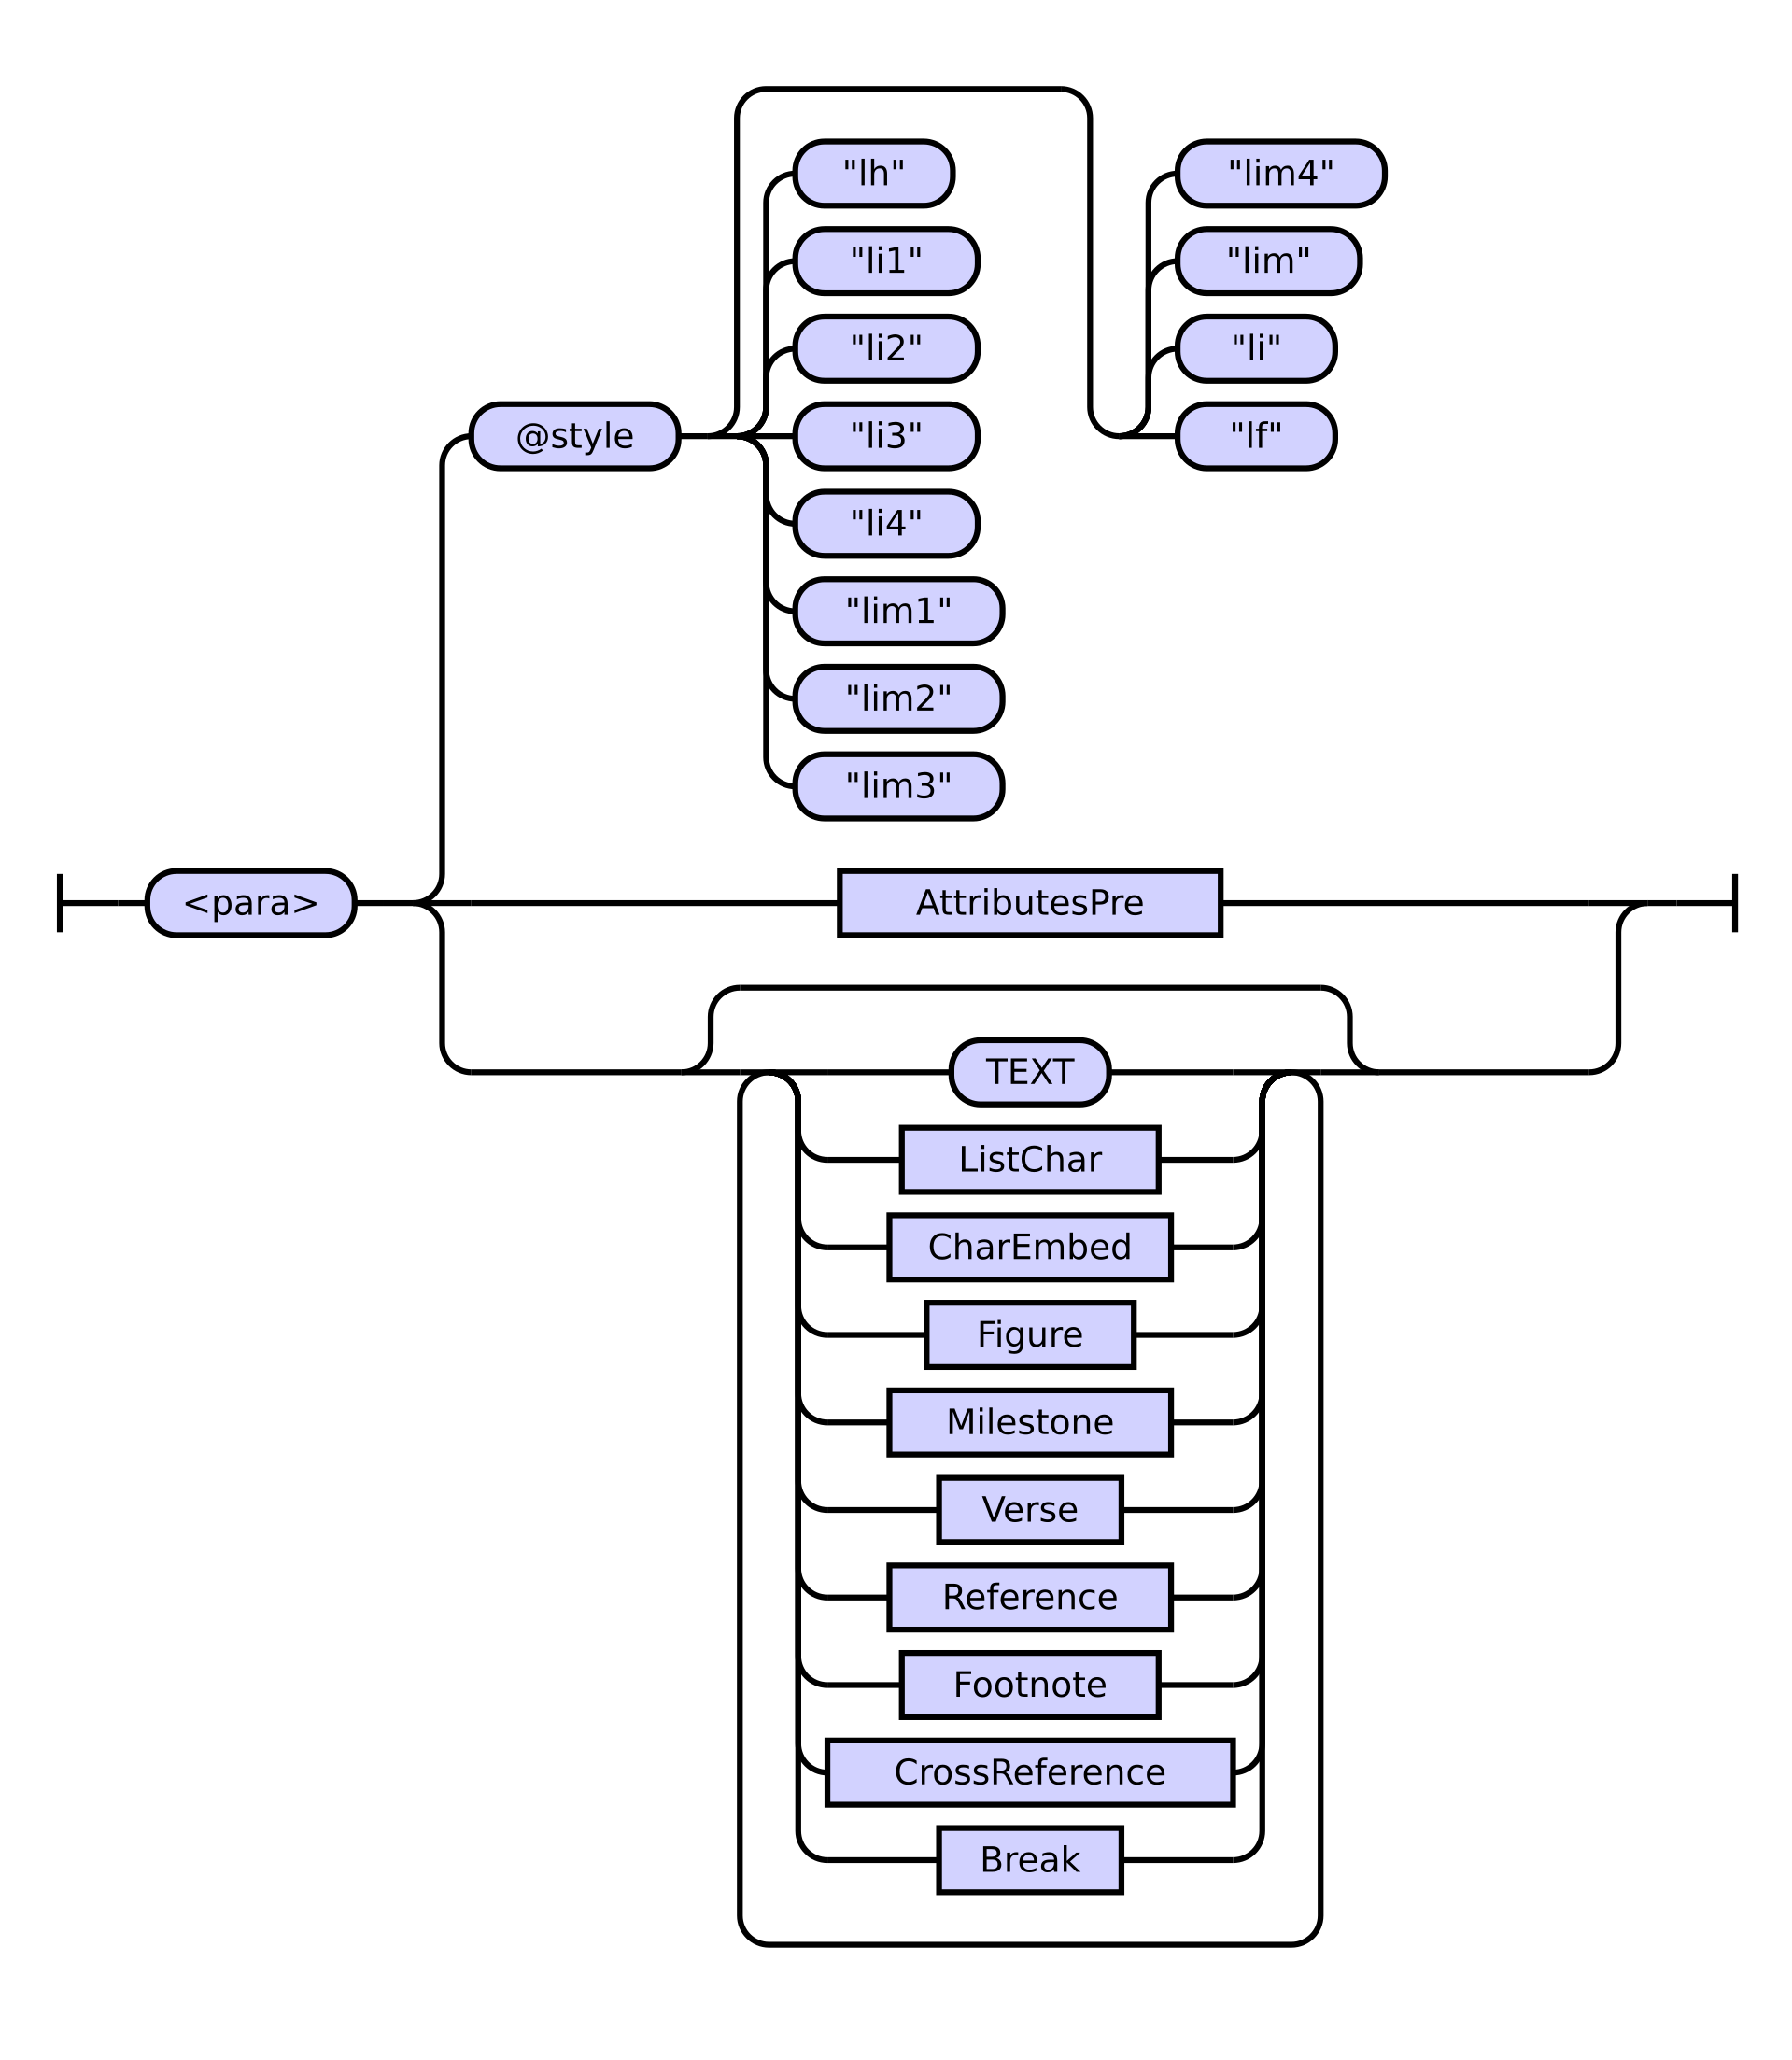 "lh"
"li1"
"li2"
@style
"li3"
"li4"
"lim1"
"lim2"
"lim3"
"lim4"
"lim"
"li"
"lf"
<para>
AttributesPre
TEXT
ListChar
CharEmbed
Figure
Milestone
Verse
Reference
Footnote
CrossReference
Break